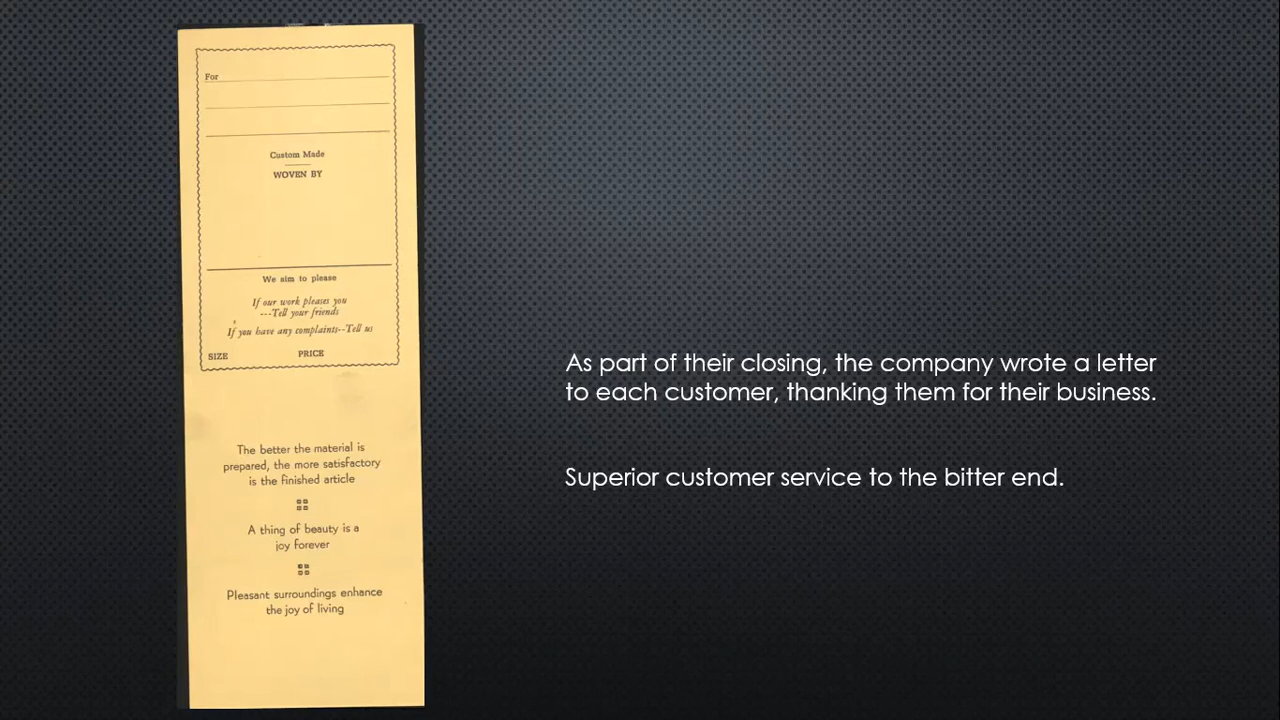 For
Custom Made
WOVEN BY
We aim to please
If our work pleases you
---Tell your friends
If you have any complaints--Tell us
SIZE PRICE
The better the material is
prepared, the more satisfactory
is the finished article
A thing of beauty is a
joy forever
Pleasant surroundings enhance
the joy of living
As part of their closing, the company wrote a letter
to each customer, thanking them for their business.
Superior customer service to the bitter end.